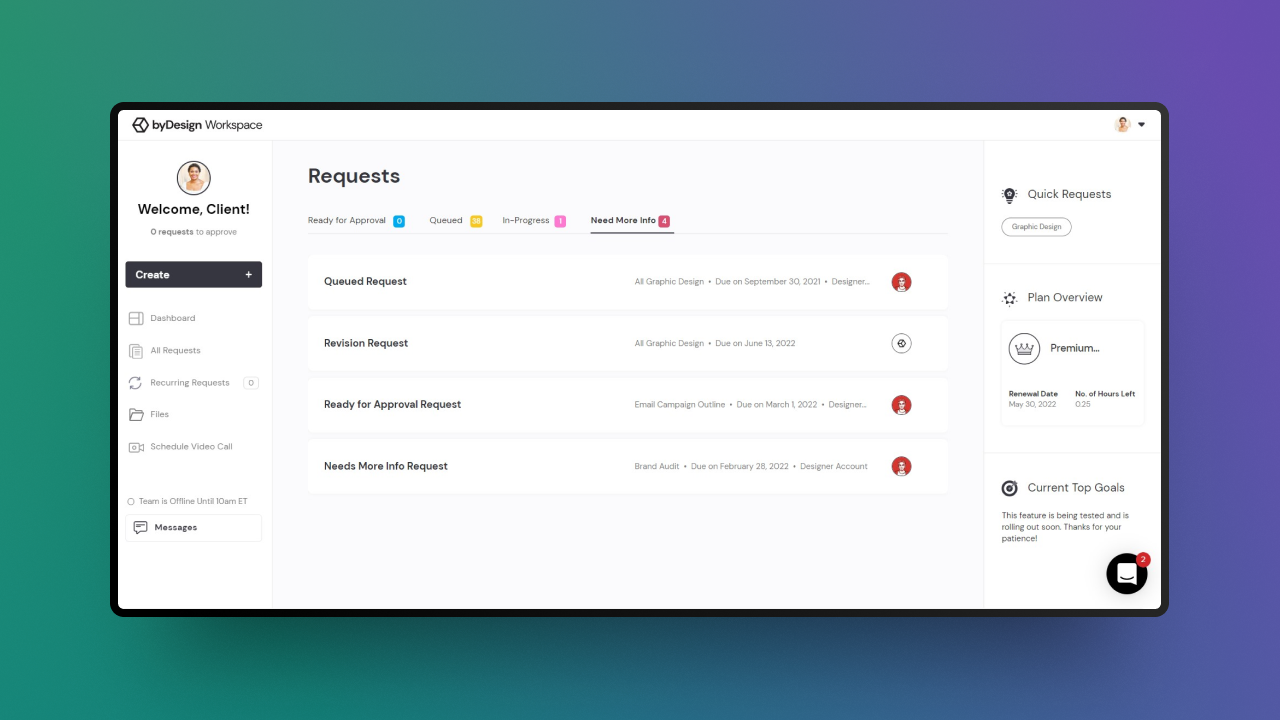 byDesign Workspace
Welcome, Client!
0 requests to approve
Create +
Dashboard
All Requests
Recurring Requests 0
Files
Schedule Video Call
Team is Offline Until 10am ET
Messages
Requests
Ready for Approval 0 Queued 38 In-Progress 1 Need More Info 4
Queued Request All Graphic Design • Due on September 30, 2021 • Designer...
Revision Request All Graphic Design • Due on June 13, 2022
Ready for Approval Request Email Campaign Outline • Due on March 1, 2022 • Designer...
Needs More Info Request Brand Audit • Due on February 28, 2022 • Designer Account
Quick Requests
Graphic Design
Plan Overview
Premium...
Renewal Date No. of Hours Left
May 30, 2022 0.25
Current Top Goals
This feature is being tested and is
rolling out soon. Thanks for your
patience!
2